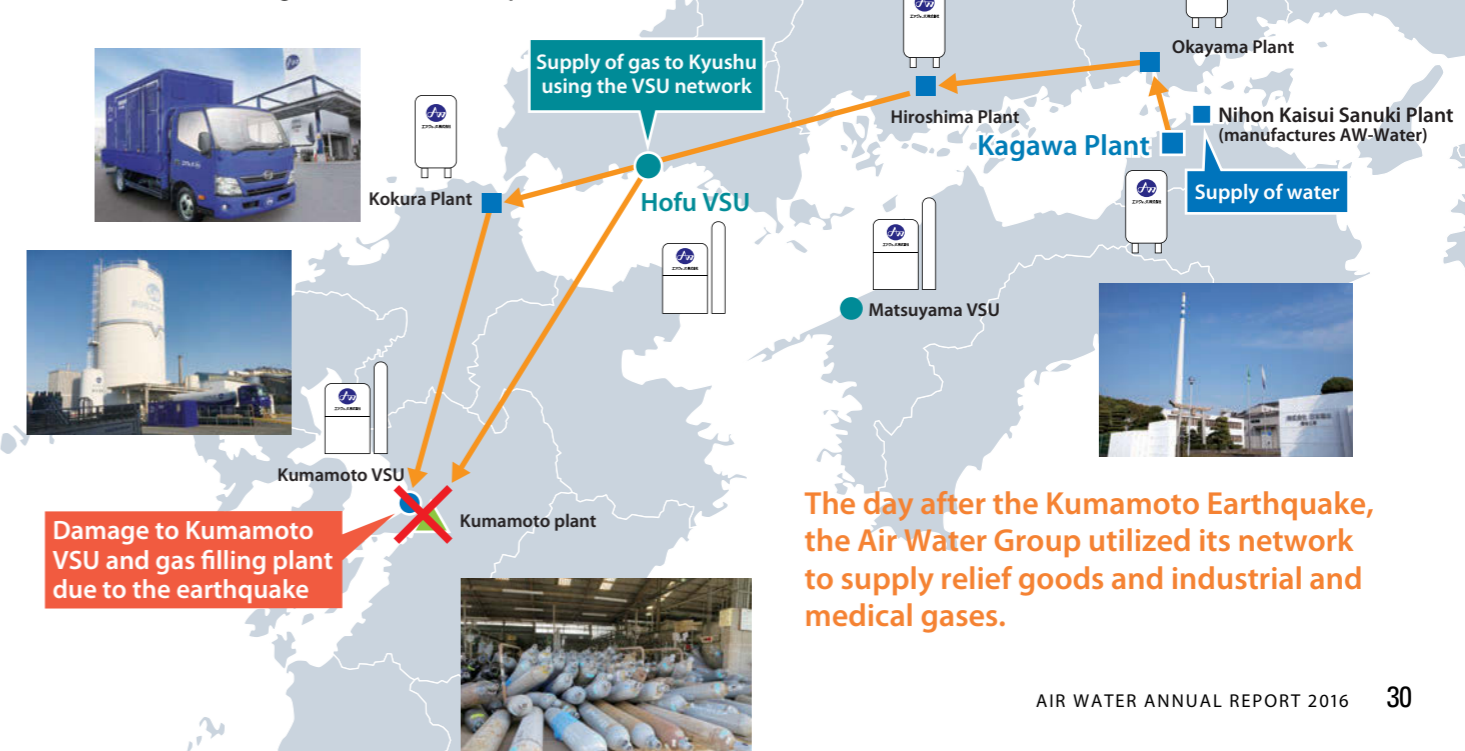 Okayama Plant
Supply of gas to Kyushu
using the VSU network
Hiroshima Plant
Nihon Kaisui Sanuki Plant
(manufactures AW-Water)
Kagawa Plant
Supply of water
Kokura Plant
Hofu VSU
Matsuyama VSU
Kumamoto VSU
Kumamoto plant
Damage to Kumamoto
VSU and gas filling plant
due to the earthquake
The day after the Kumamoto Earthquake,
the Air Water Group utilized its network
to supply relief goods and industrial and
medical gases.
AIR WATER ANNUAL REPORT 2016 30